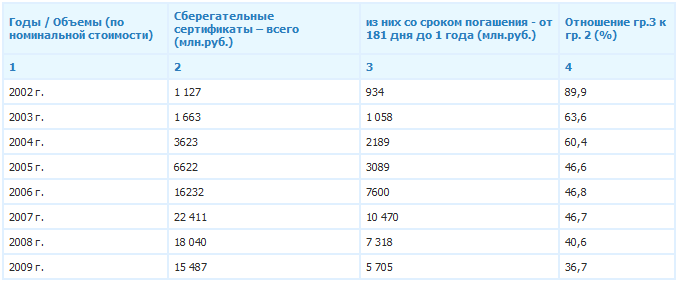 Годы / Объемы (по номинальной стоимости) Сберегательные сертификаты – всего (млн.руб.) из них со сроком погашения - от 181 дня до 1 года (млн.руб.) Отношение гр.3 к гр. 2 (%)
1 2 3 4
2002 г. 1 127 934 89,9
2003 г. 1 663 1 058 63,6
2004 г. 3623 2189 60,4
2005 г. 6622 3089 46,6
2006 г. 16232 7600 46,8
2007 г. 22 411 10 470 46,7
2008 г. 18 040 7 318 40,6
2009 г. 15 487 5 705 36,7